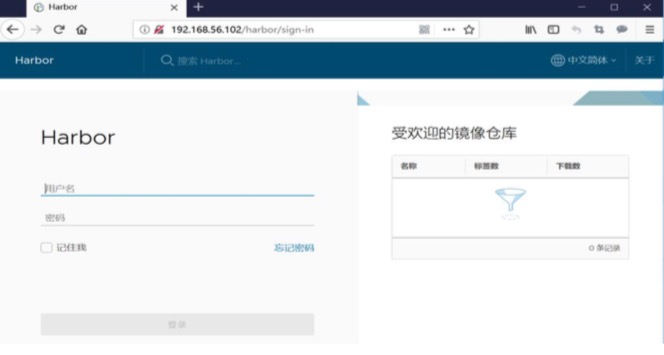 Harbor
192.168.56.102/harbor/sign-in
Harbor
搜索 Harbor...
中文简体
关于
Harbor
用户名
密码
记住我
忘记密码
登录
受欢迎的镜像仓库
名称 标签数 下载数
0 条记录